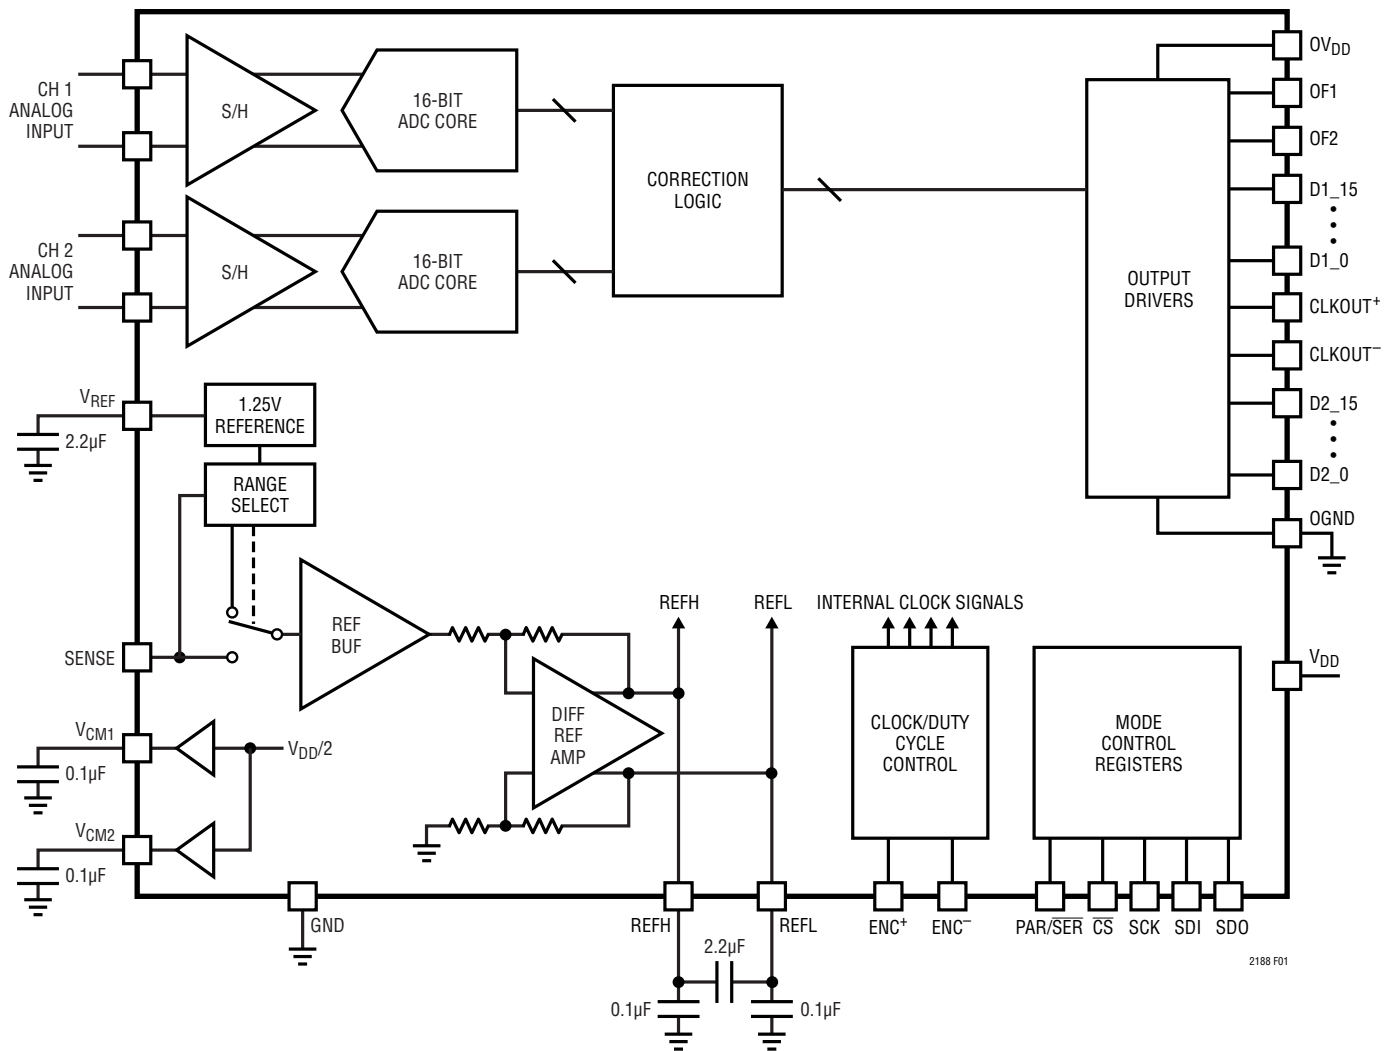 CH 1
ANALOG
INPUT
S/H
16-BIT
ADC CORE
CH 2
ANALOG
INPUT
S/H
16-BIT
ADC CORE
CORRECTION
LOGIC
OUTPUT
DRIVERS
OVDD
OF1
OF2
D1_15
D1_0
CLKOUT+
CLKOUT–
D2_15
D2_0
OGND
VREF
2.2µF
1.25V
REFERENCE
RANGE
SELECT
SENSE
REF
BUF
DIFF
REF
AMP
REFH
REFL
INTERNAL CLOCK SIGNALS
CLOCK/DUTY
CYCLE
CONTROL
MODE
CONTROL
REGISTERS
VDD
VCM1
0.1µF
VDD/2
VCM2
0.1µF
GND
REFH
REFL
2.2µF
0.1µF
0.1µF
ENC+
ENC–
PAR/SER
CS
SCK
SDI
SDO
2188 F01